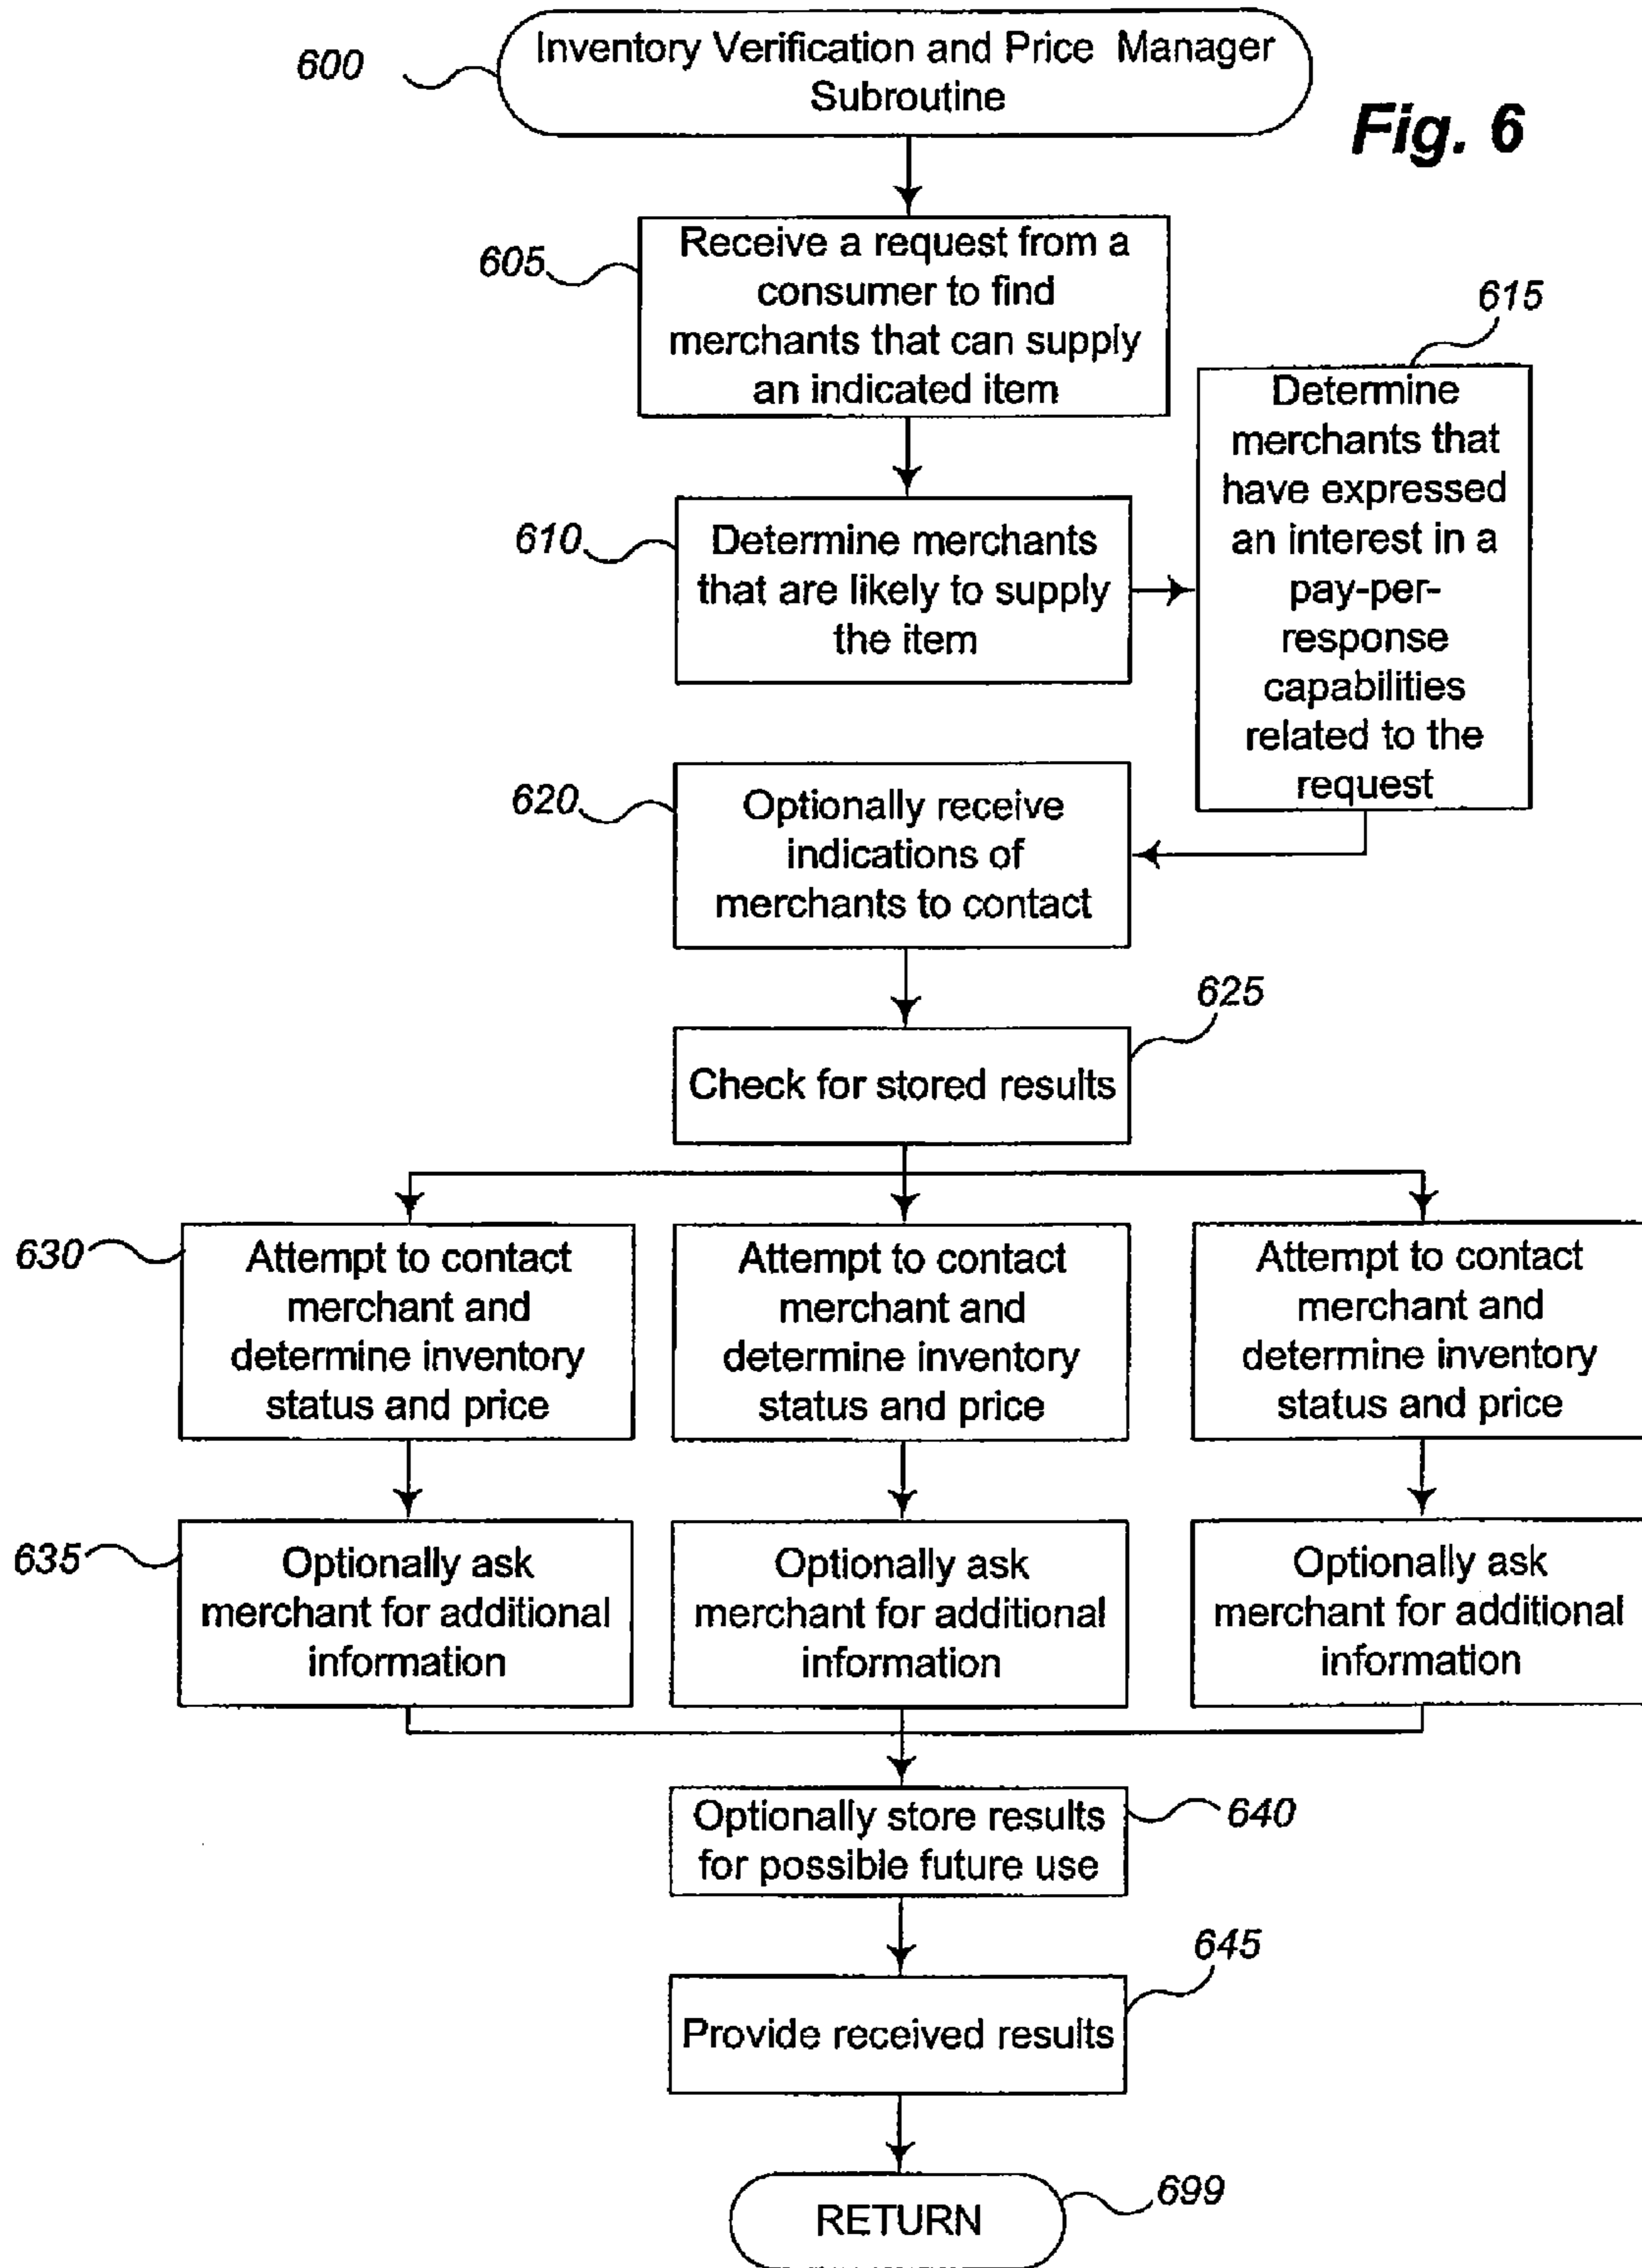 600
Inventory Verification and Price Manager
Subroutine
Fig. 6
605
Receive a request from a
consumer to find
merchants that can supply
an indicated item
610
Determine merchants
that are likely to supply
the item
615
Determine
merchants that
have expressed
an interest in a
pay-per-
response
capabilities
related to the
request
620
Optionally receive
indications of
merchants to contact
625
Check for stored results
630
Attempt to contact
merchant and
determine inventory
status and price
Attempt to contact
merchant and
determine inventory
status and price
Attempt to contact
merchant and
determine inventory
status and price
635
Optionally ask
merchant for additional
information
Optionally ask
merchant for additional
information
Optionally ask
merchant for additional
information
Optionally store results
for possible future use
640
645
Provide received results
RETURN
699